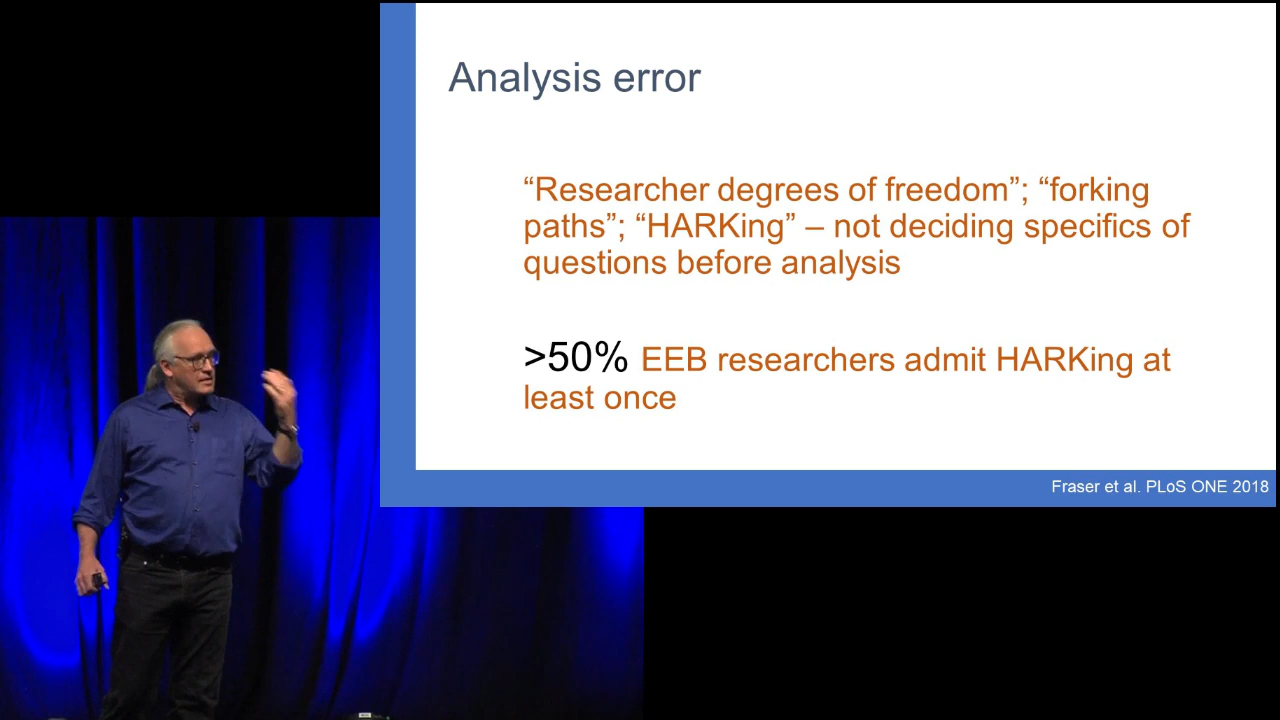 Analysis error
“Researcher degrees of freedom”; “forking
paths”; “HARKing” – not deciding specifics of
questions before analysis
>50% EEB researchers admit HARKing at
least once
Fraser et al. PLoS ONE 2018